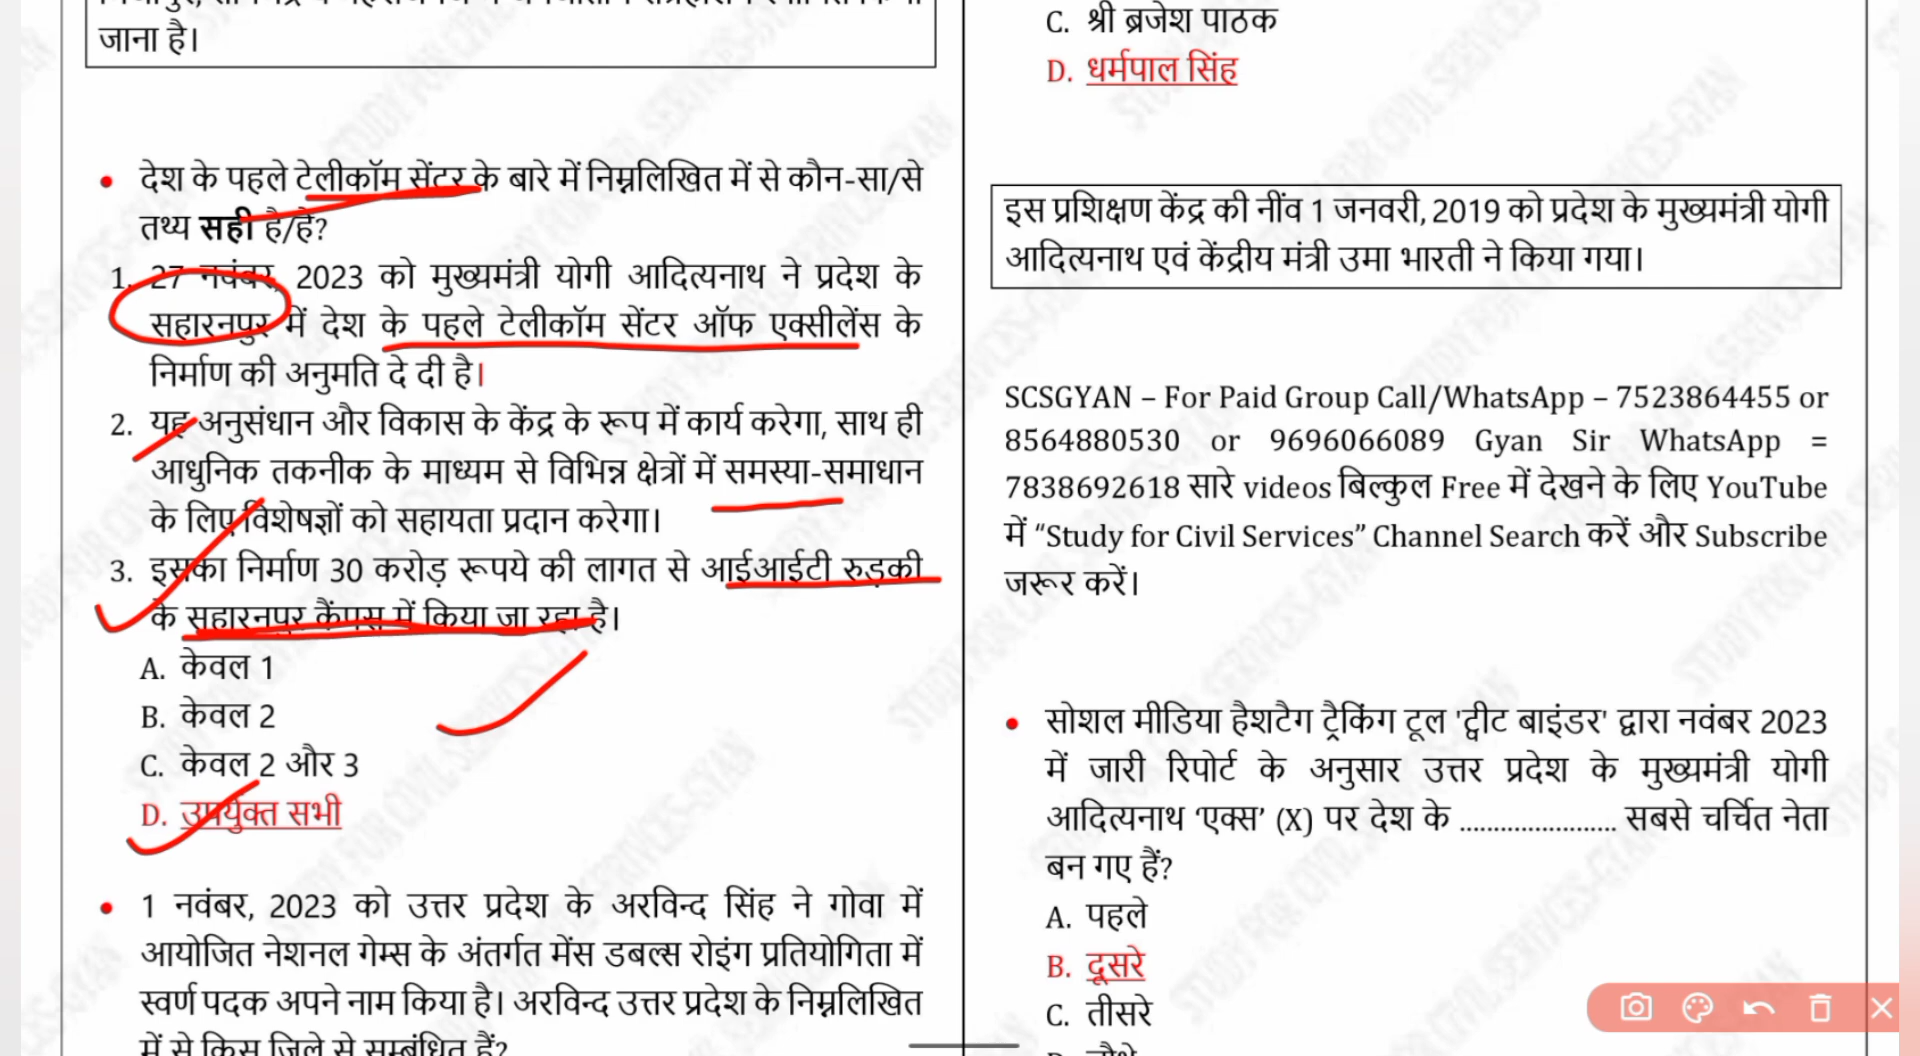 जाना है।
देश के पहले टेलीकॉम सेंटर के बारे में निम्नलिखित में से कौन-सा/से
तथ्य सही है/हैं?
1. 27 नवंबर, 2023 को मुख्यमंत्री योगी आदित्यनाथ ने प्रदेश के
सहारनपुर में देश के पहले टेलीकॉम सेंटर ऑफ एक्सीलेंस के
निर्माण की अनुमति दे दी है।
2. यह अनुसंधान और विकास के केंद्र के रूप में कार्य करेगा, साथ ही
आधुनिक तकनीक के माध्यम से विभिन्न क्षेत्रों में समस्या-समाधान
के लिए विशेषज्ञों को सहायता प्रदान करेगा।
3. इसका निर्माण 30 करोड़ रूपये की लागत से आईआईटी रुड़की
के सहारनपुर कैंपस में किया जा रहा है।
A. केवल 1
B. केवल 2
C. केवल 2 और 3
D. उपर्युक्त सभी
1 नवंबर, 2023 को उत्तर प्रदेश के अरविन्द सिंह ने गोवा में
आयोजित नेशनल गेम्स के अंतर्गत मेंस डबल्स रोइंग प्रतियोगिता में
स्वर्ण पदक अपने नाम किया है। अरविन्द उत्तर प्रदेश के निम्नलिखित
में से किस जिले से सम्बंधित हैं?
C. श्री ब्रजेश पाठक
D. धर्मपाल सिंह
इस प्रशिक्षण केंद्र की नींव 1 जनवरी, 2019 को प्रदेश के मुख्यमंत्री योगी
आदित्यनाथ एवं केंद्रीय मंत्री उमा भारती ने किया गया।
SCSGYAN – For Paid Group Call/WhatsApp – 7523864455 or
8564880530 or 9696066089 Gyan Sir WhatsApp =
7838692618 सारे videos बिल्कुल Free में देखने के लिए YouTube
में “Study for Civil Services” Channel Search करें और Subscribe
जरूर करें।
सोशल मीडिया हैशटैग ट्रैकिंग टूल 'ट्वीट बाइंडर' द्वारा नवंबर 2023
में जारी रिपोर्ट के अनुसार उत्तर प्रदेश के मुख्यमंत्री योगी
आदित्यनाथ ‘एक्स’ (X) पर देश के ...................... सबसे चर्चित नेता
बन गए हैं?
A. पहले
B. दूसरे
C. तीसरे